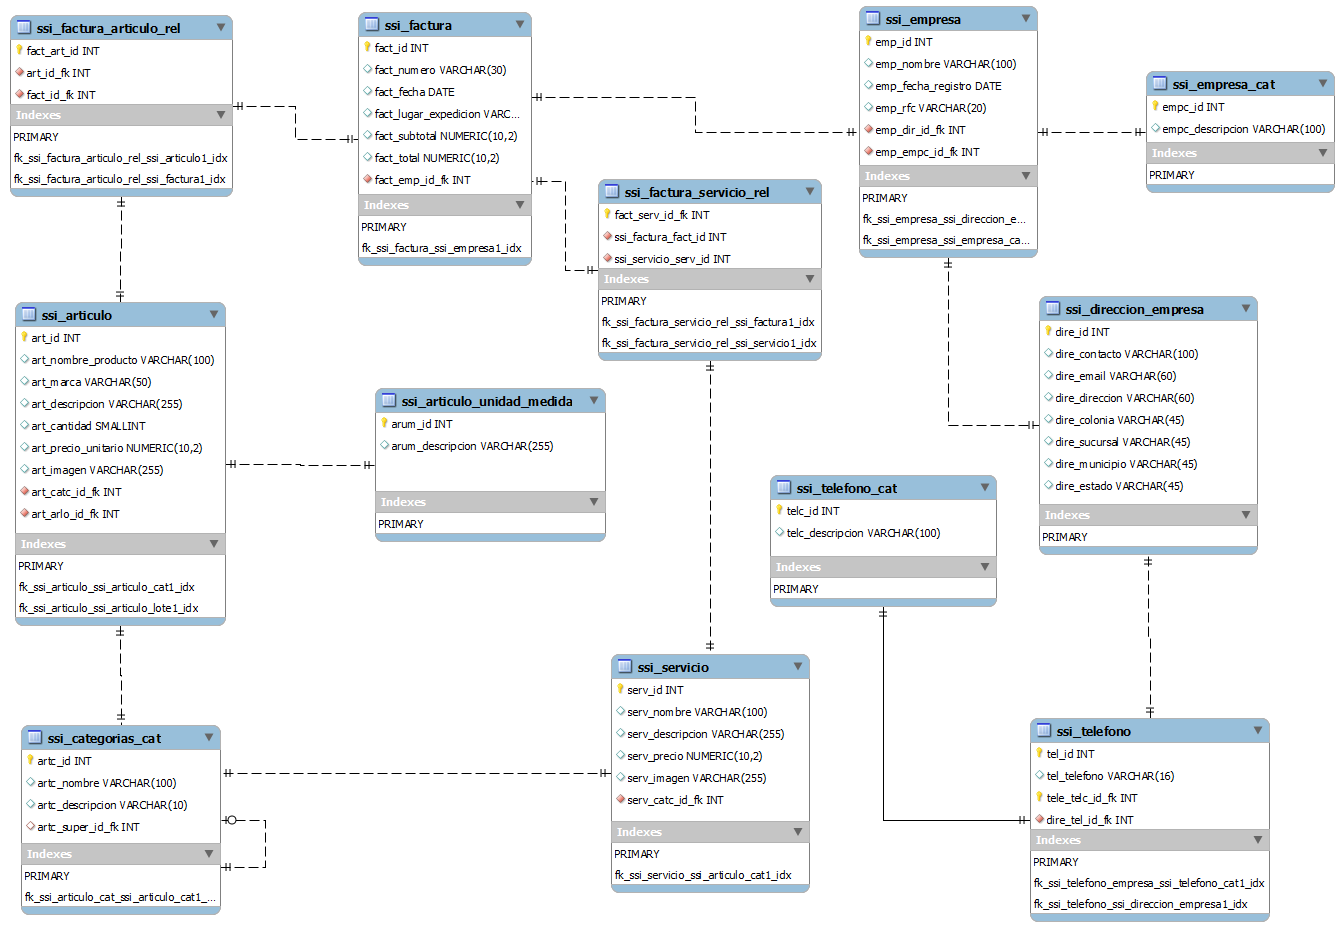 ssi_factura_articulo_rel
fact_art_id INT
art_id_fk INT
fact_id_fk INT
Indexes
PRIMARY
fk_ssi_factura_articulo_rel_ssi_articulo1_idx
fk_ssi_factura_articulo_rel_ssi_factura1_idx
ssi_factura
fact_id INT
fact_numero VARCHAR(30)
fact_fecha DATE
fact_lugar_expedicion VARC...
fact_subtotal NUMERIC(10,2)
fact_total NUMERIC(10,2)
fact_emp_id_fk INT
Indexes
PRIMARY
fk_ssi_factura_ssi_empresa1_idx
ssi_empresa
emp_id INT
emp_nombre VARCHAR(100)
emp_fecha_registro DATE
emp_rfc VARCHAR(20)
emp_dir_id_fk INT
emp_empc_id_fk INT
Indexes
PRIMARY
fk_ssi_empresa_ssi_direccion_e...
fk_ssi_empresa_ssi_empresa_ca...
ssi_empresa_cat
empc_id INT
empc_descripcion VARCHAR(100)
Indexes
PRIMARY
ssi_factura_servicio_rel
fact_serv_id_fk INT
ssi_factura_fact_id INT
ssi_servicio_serv_id INT
Indexes
PRIMARY
fk_ssi_factura_servicio_rel_ssi_factura1_idx
fk_ssi_factura_servicio_rel_ssi_servicio1_idx
ssi_articulo
art_id INT
art_nombre_producto VARCHAR(100)
art_marca VARCHAR(50)
art_descripcion VARCHAR(255)
art_cantidad SMALLINT
art_precio_unitario NUMERIC(10,2)
art_imagen VARCHAR(255)
art_catc_id_fk INT
art_arlo_id_fk INT
Indexes
PRIMARY
fk_ssi_articulo_ssi_articulo_cat1_idx
fk_ssi_articulo_ssi_articulo_lote1_idx
ssi_articulo_unidad_medida
arum_id INT
arum_descripcion VARCHAR(255)
Indexes
PRIMARY
ssi_direccion_empresa
dire_id INT
dire_contacto VARCHAR(100)
dire_email VARCHAR(60)
dire_direccion VARCHAR(60)
dire_colonia VARCHAR(45)
dire_sucursal VARCHAR(45)
dire_municipio VARCHAR(45)
dire_estado VARCHAR(45)
Indexes
PRIMARY
ssi_telefono_cat
telc_id INT
telc_descripcion VARCHAR(100)
Indexes
PRIMARY
ssi_categorias_cat
artc_id INT
artc_nombre VARCHAR(100)
artc_descripcion VARCHAR(10)
artc_super_id_fk INT
Indexes
PRIMARY
fk_ssi_articulo_cat_ssi_articulo_cat1_...
ssi_servicio
serv_id INT
serv_nombre VARCHAR(100)
serv_descripcion VARCHAR(255)
serv_precio NUMERIC(10,2)
serv_imagen VARCHAR(255)
serv_catc_id_fk INT
Indexes
PRIMARY
fk_ssi_servicio_ssi_articulo_cat1_idx
ssi_telefono
tel_id INT
tel_telefono VARCHAR(16)
tele_telc_id_fk INT
dire_tel_id_fk INT
Indexes
PRIMARY
fk_ssi_telefono_empresa_ssi_telefono_cat1_idx
fk_ssi_telefono_ssi_direccion_empresa1_idx